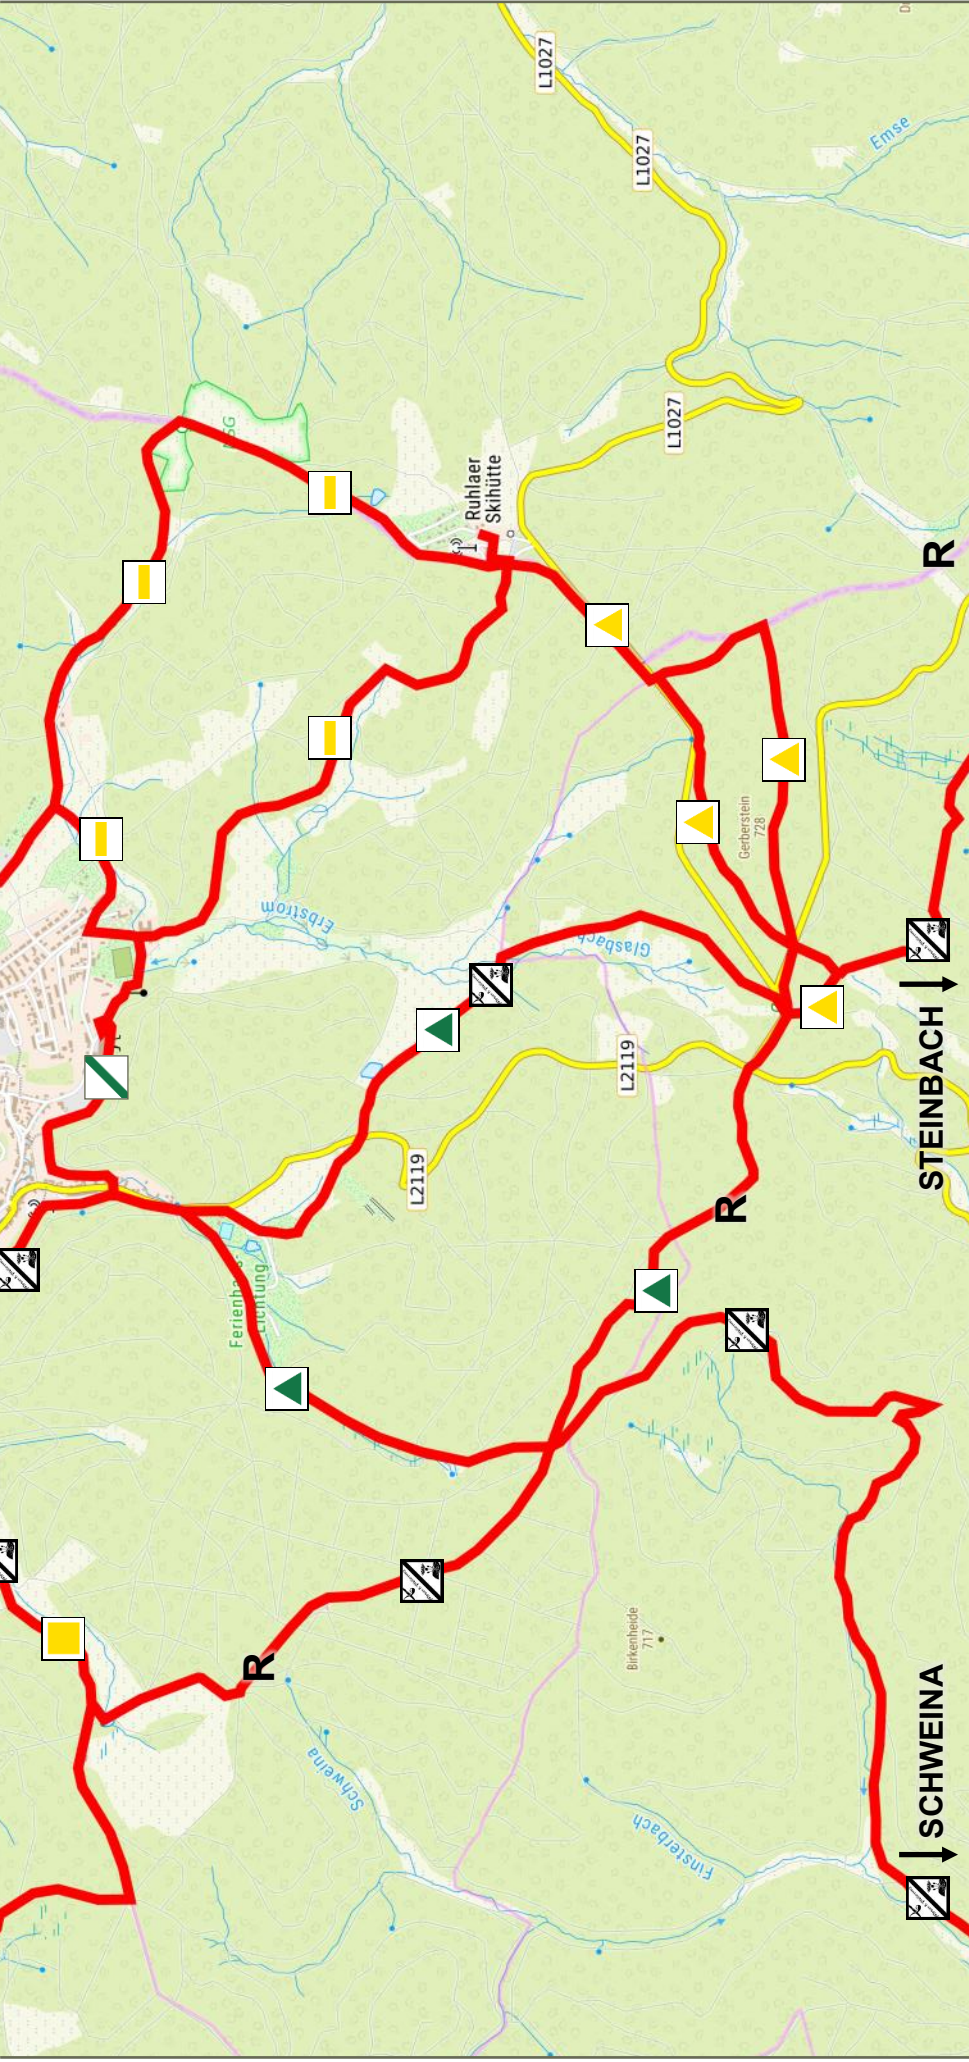 L1027
L1027
Emse
L1027
NSG
Ruhlaer
Skihütte
R
Gerberstein
728
Erbstrom
Glasbach
L2119
L2119
STEINBACH
R
Lichtung
Birkenheide
717
R
Schweina
Finsterbach
SCHWEINA